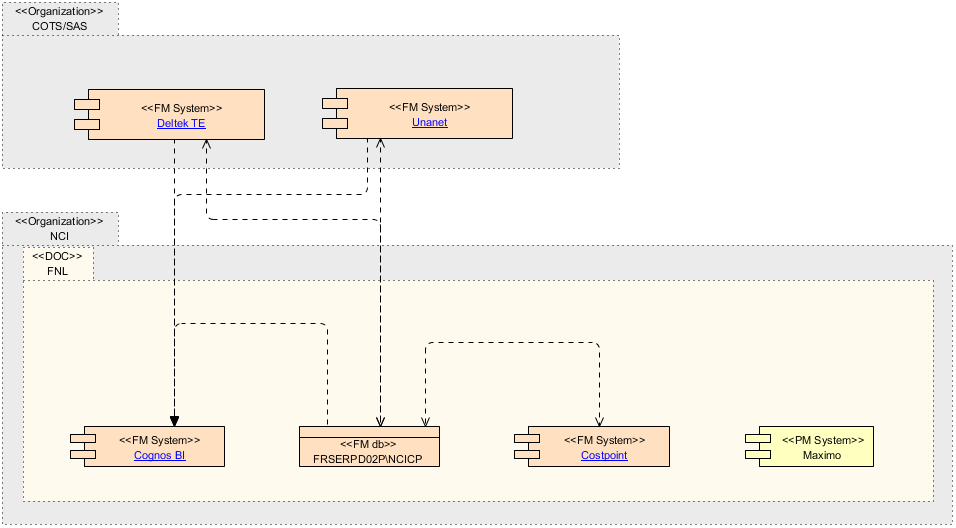 <<Organization>>
COTS/SAS
<<FM System>>
Deltek TE
<<FM System>>
Unanet
<<Organization>>
NCI
<<DOC>>
FNL
<<FM System>>
Cognos BI
<<FM db>>
FRSERPD02P\NCICP
<<FM System>>
Costpoint
<<PM System>>
Maximo